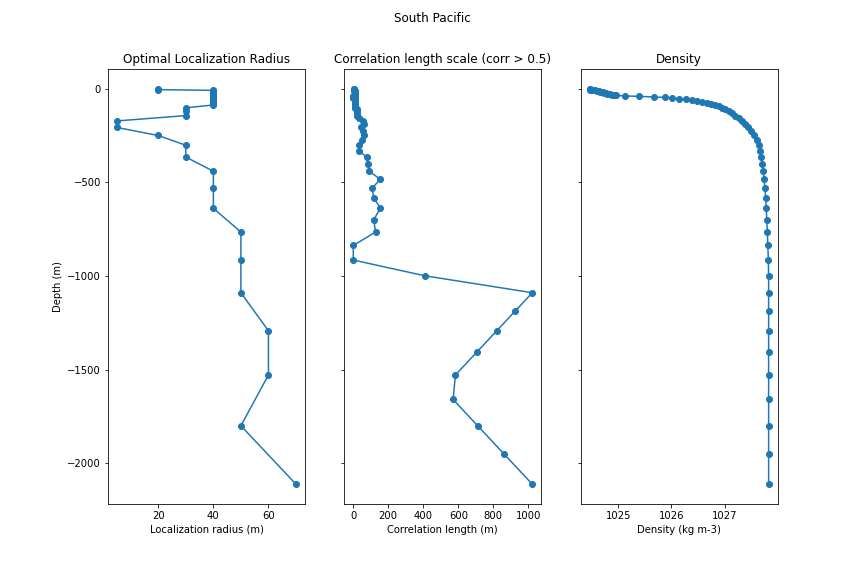 South Pacific
Optimal Localization Radius
Correlation length scale (corr > 0.5)
Density
Depth (m)
0
−500
−1000
−1500
−2000
20 40 60
0 200 400 600 800 1000
1025 1026 1027
Localization radius (m)
Correlation length (m)
Density (kg m-3)